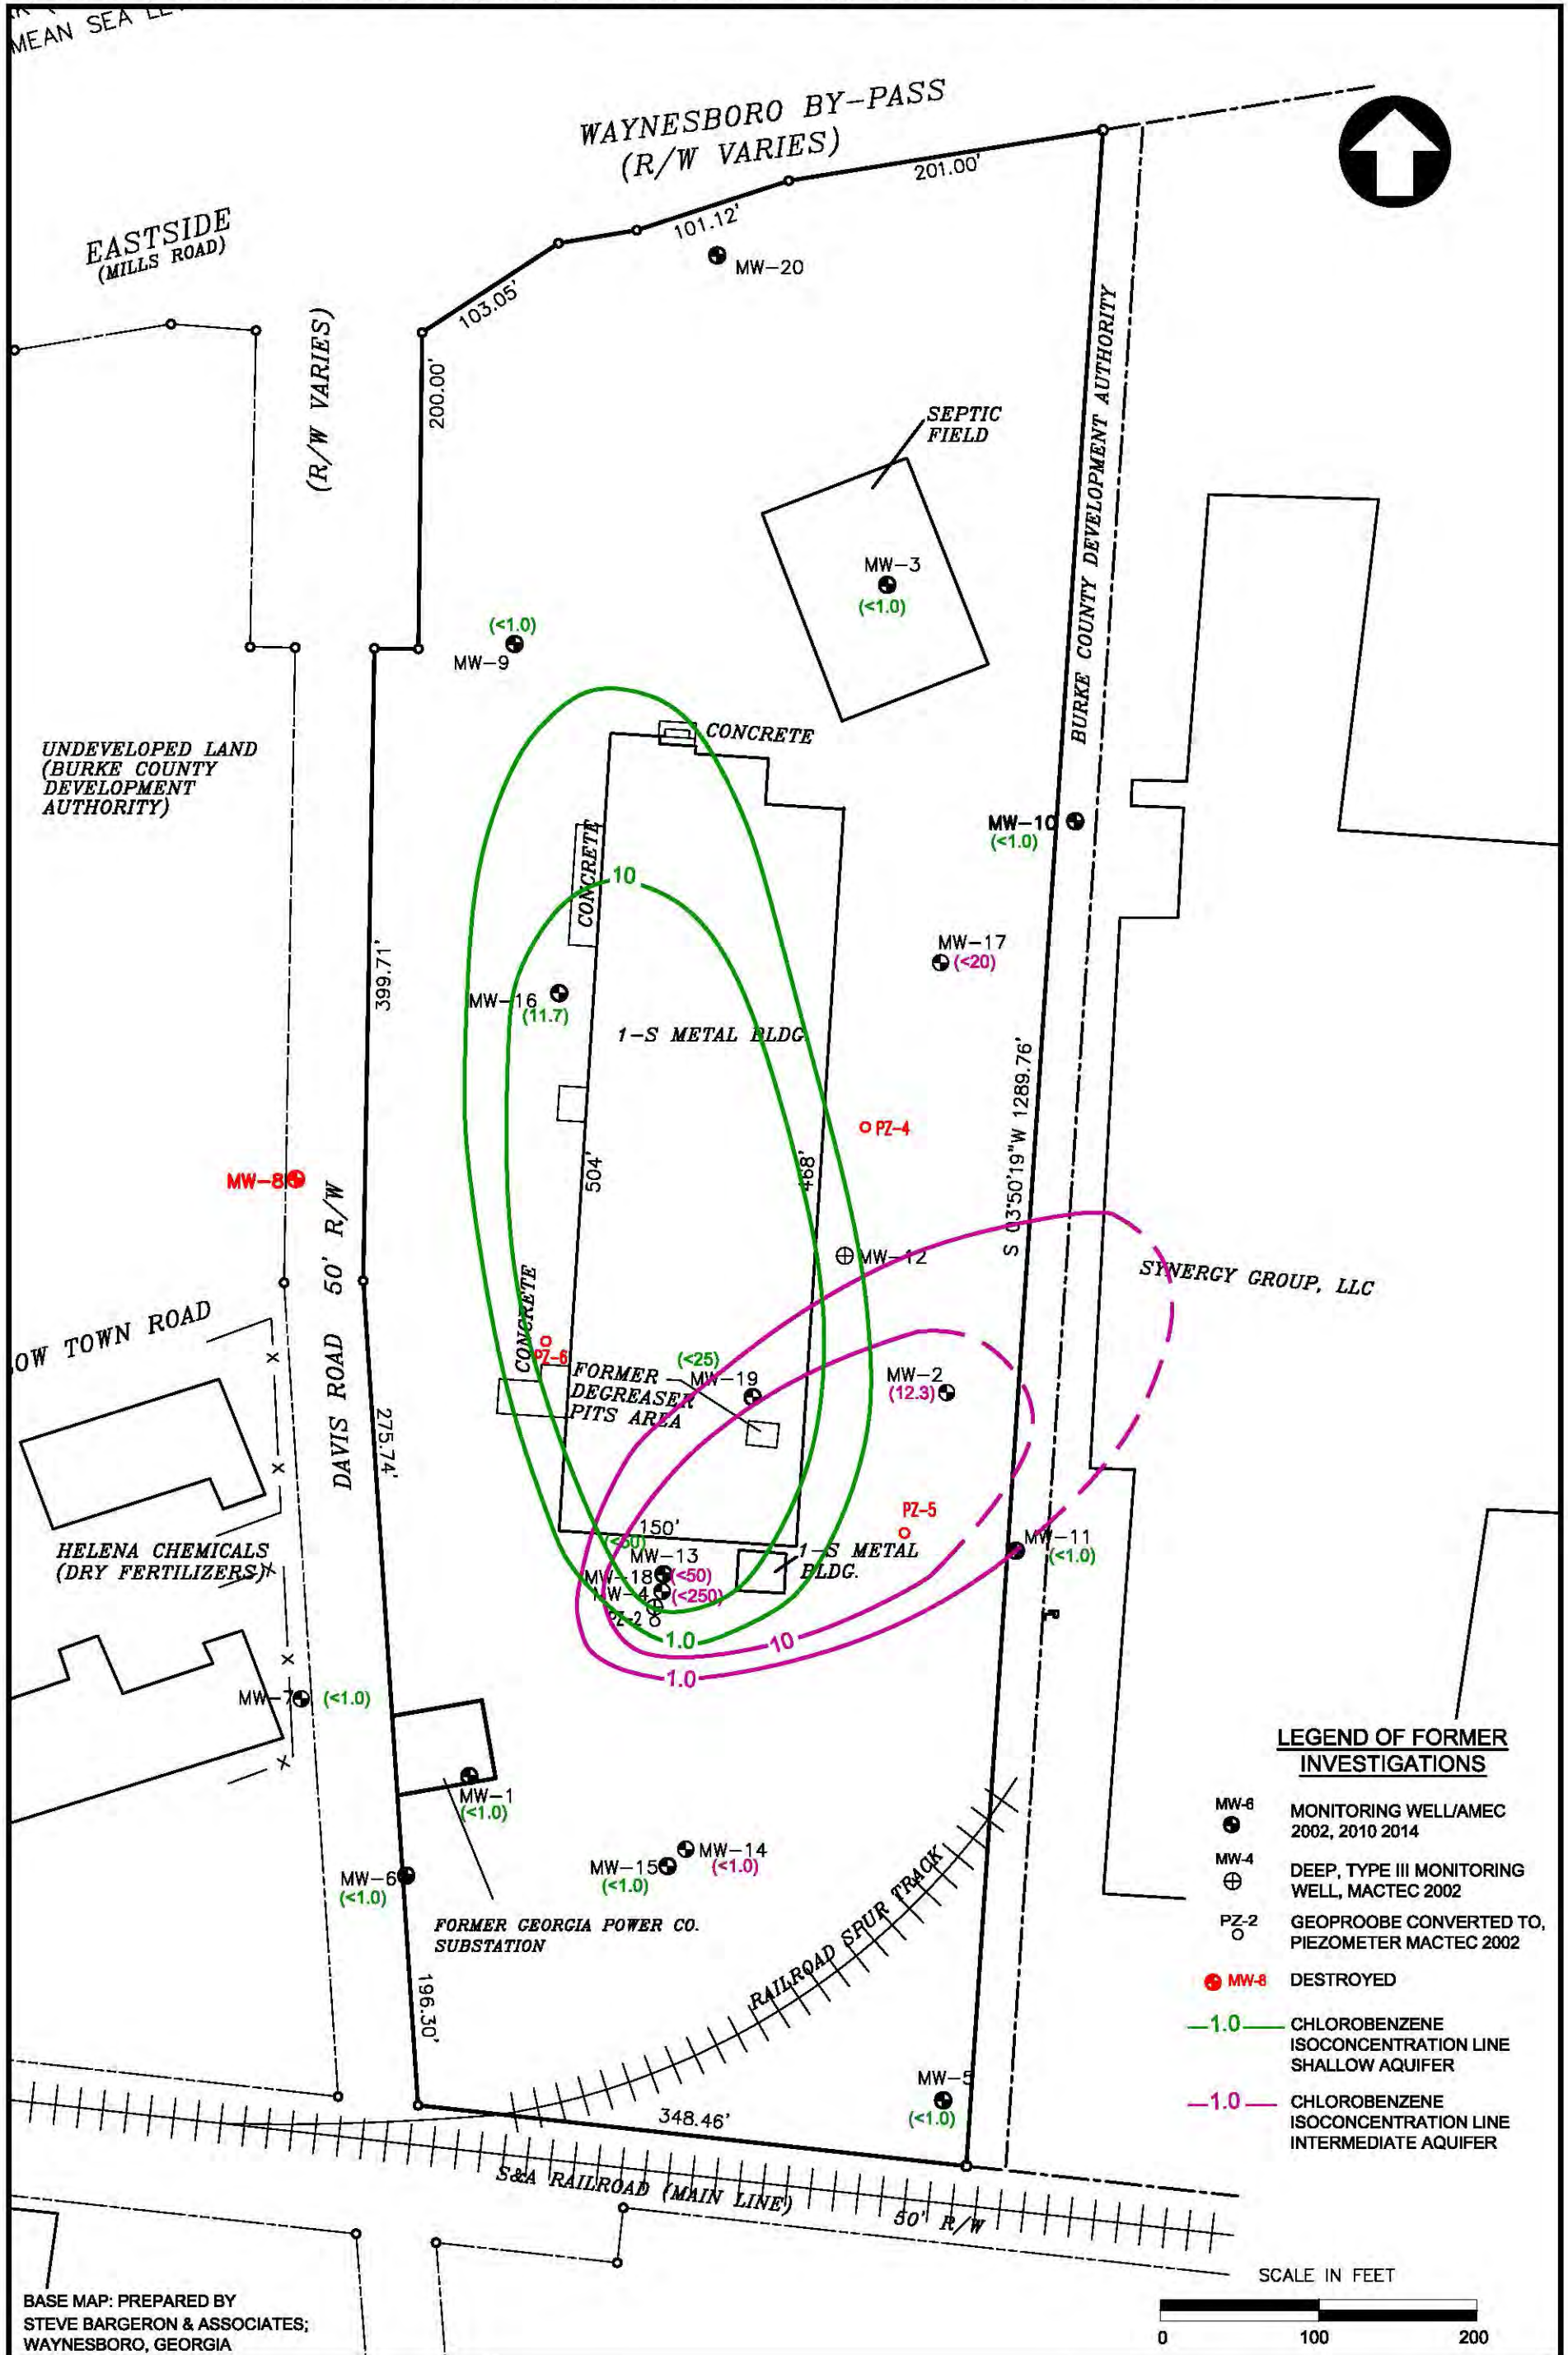 MEAN SEA
WAYNESBORO BY-PASS
(R/W VARIES)
201.00'
101.12'
103.05'
MW-20
EASTSIDE
(MILLS ROAD)
(R/W VARIES)
200.00'
SEPTIC
FIELD
BURKE COUNTY DEVELOPMENT AUTHORITY
MW-3
(<1.0)
(<1.0)
MW-9
CONCRETE
UNDEVELOPED LAND
(BURKE COUNTY
DEVELOPMENT
AUTHORITY)
MW-10
(<1.0)
CONCRETE
10
399.71'
MW-17
(<20)
MW-16
(11.7)
1-S METAL BLDG.
S 03°50'19"W 1289.76'
PZ-4
504'
468'
MW-8
DAVIS ROAD 50' R/W
MW-12
SYNERGY GROUP, LLC
OW TOWN ROAD
CONCRETE
PZ-6
FORMER
DEGREASER
PITS AREA
(<25)
MW-19
MW-2
(12.3)
275.74'
PZ-5
150'
(<50)
MW-13
MW-18
(<50)
MW-4
(<250)
PZ-2
1-S METAL
BLDG.
MW-11
(<1.0)
HELENA CHEMICALS
(DRY FERTILIZERS)
1.0
10
1.0
MW-7
(<1.0)
MW-1
(<1.0)
MW-14
(<1.0)
MW-15
(<1.0)
MW-6
(<1.0)
FORMER GEORGIA POWER CO.
SUBSTATION
RAILROAD SPUR TRACK
196.30'
MW-5
(<1.0)
348.46'
S&A RAILROAD (MAIN LINE)
50' R/W
LEGEND OF FORMER
INVESTIGATIONS
MW-6
MONITORING WELL/AMEC
2002, 2010 2014
MW-4
DEEP, TYPE III MONITORING
WELL, MACTEC 2002
PZ-2
GEOPROOBE CONVERTED TO,
PIEZOMETER MACTEC 2002
MW-8
DESTROYED
1.0
CHLOROBENZENE
ISOCONCENTRATION LINE
SHALLOW AQUIFER
1.0
CHLOROBENZENE
ISOCONCENTRATION LINE
INTERMEDIATE AQUIFER
SCALE IN FEET
0 100 200
BASE MAP: PREPARED BY
STEVE BARGERON & ASSOCIATES;
WAYNESBORO, GEORGIA